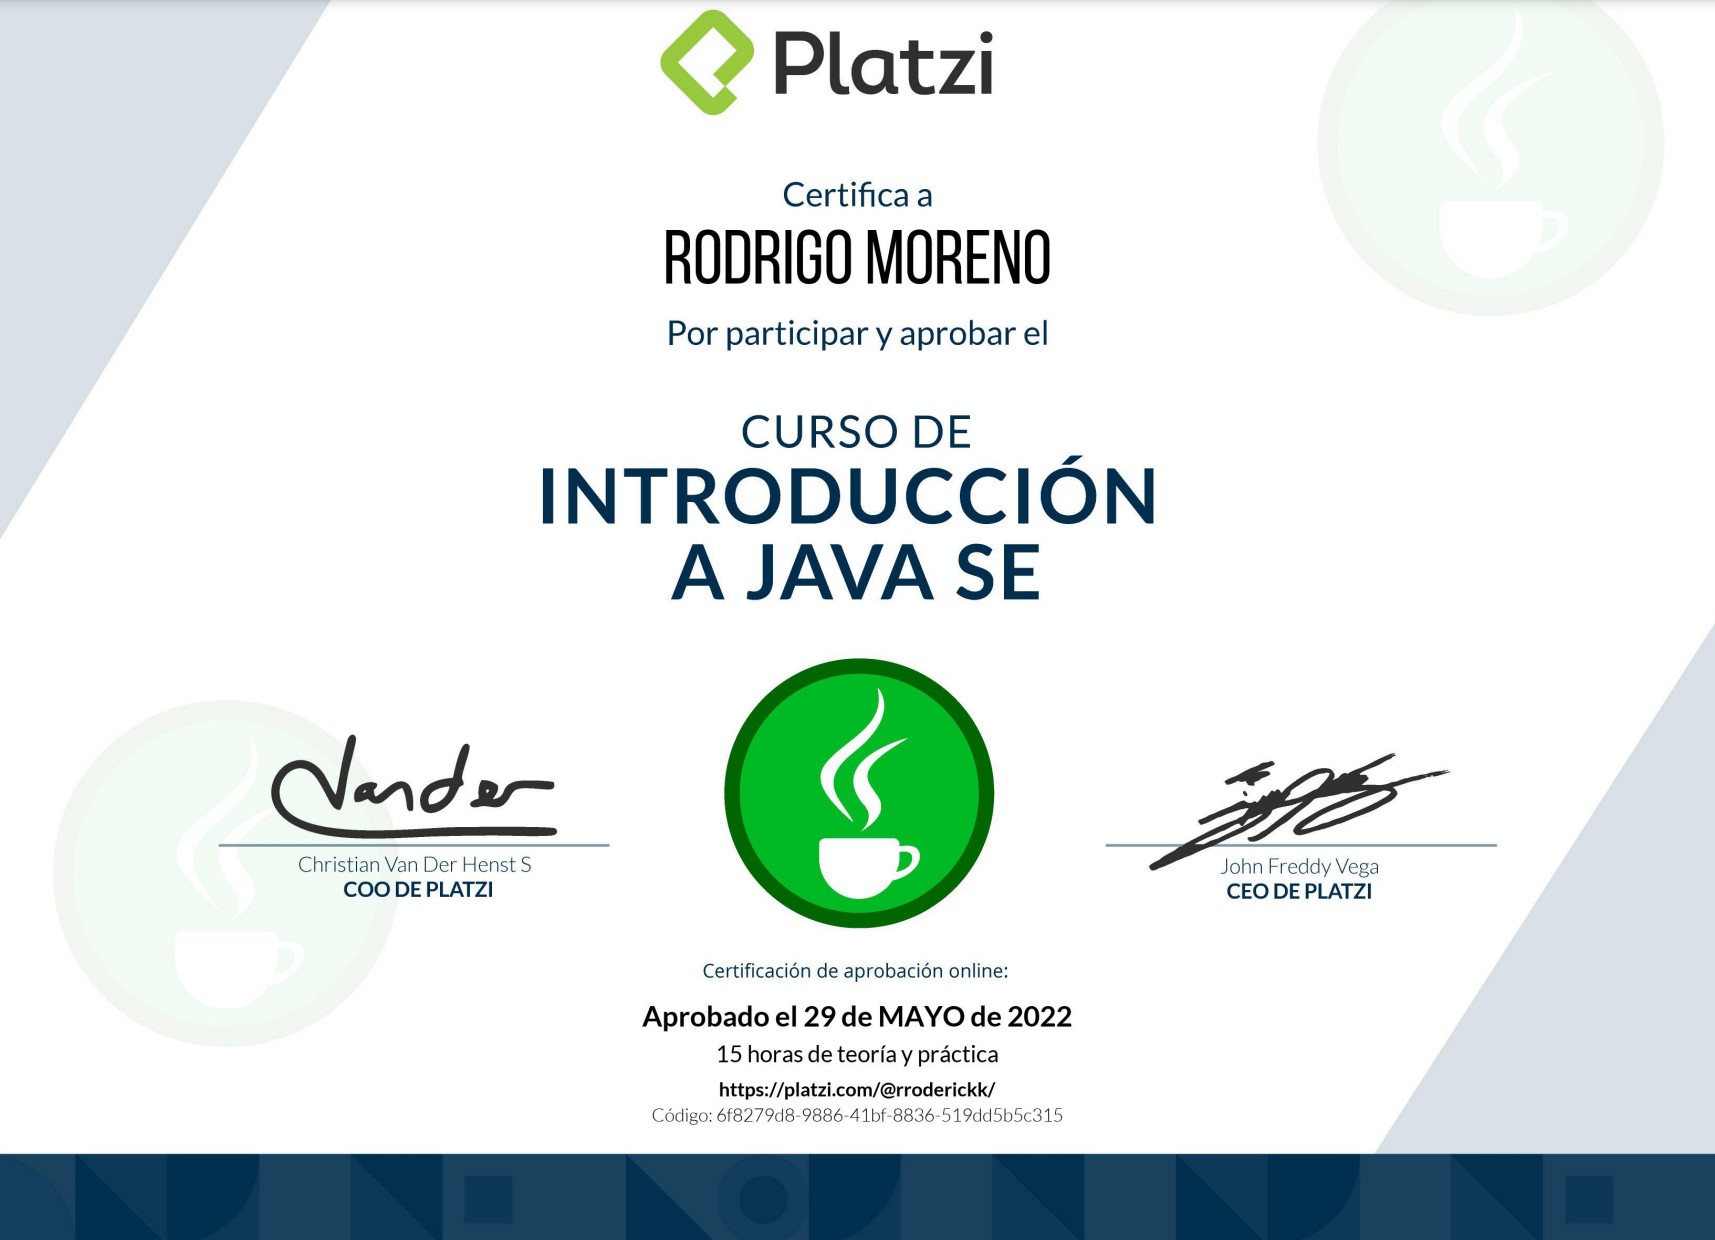 Platzi
Certifica a
RODRIGO MORENO
Por participar y aprobar el
CURSO DE
INTRODUCCIÓN
A JAVA SE
Vander
Christian Van Der Henst S
COO DE PLATZI
John Freddy Vega
CEO DE PLATZI
Certificación de aprobación online:
Aprobado el 29 de MAYO de 2022
15 horas de teoría y práctica
https://platzi.com/@rroderickk/
Código: 6f8279d8-9886-41bf-8836-519dd5b5c315